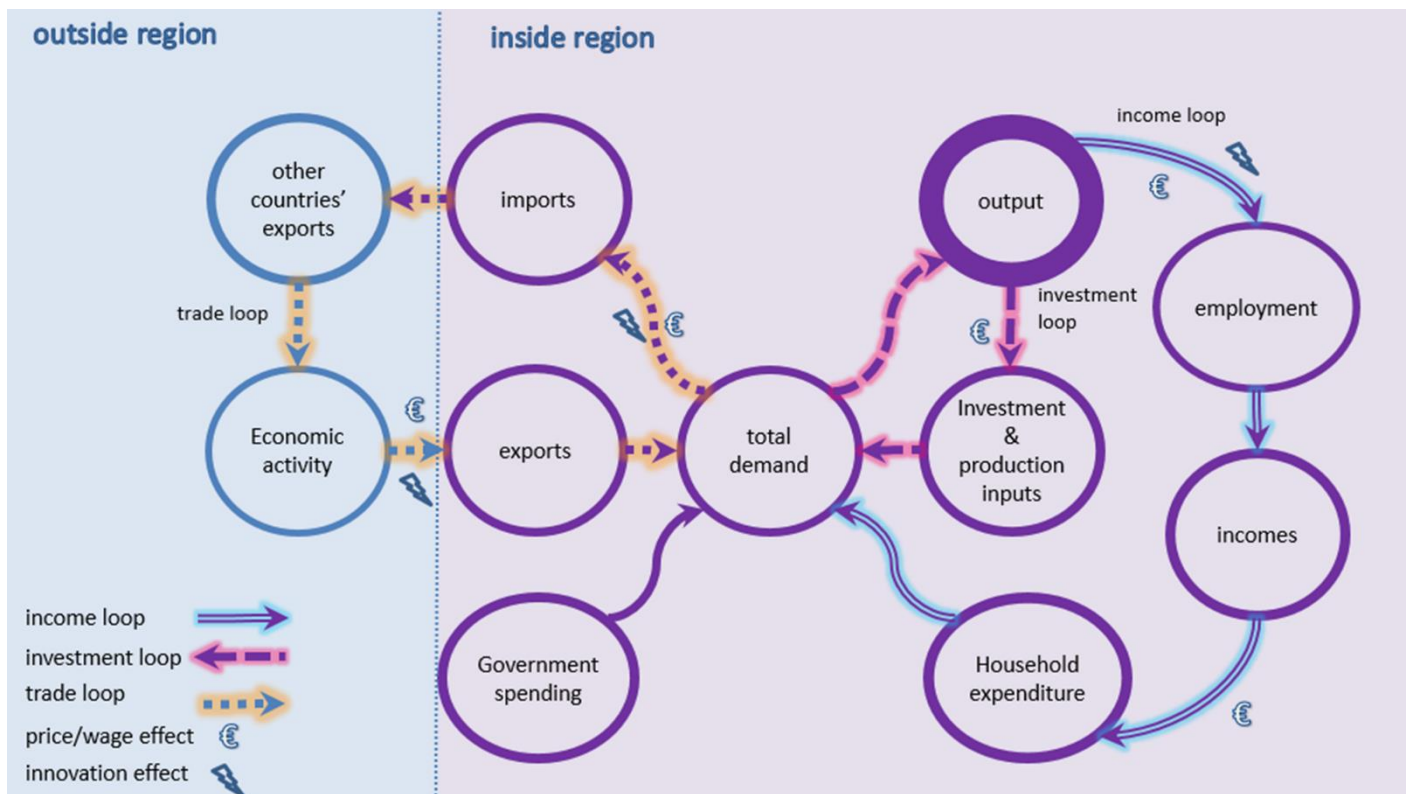 outside region
inside region
other
countries’
exports
imports
output
income loop
employment
trade loop
investment
loop
Economic
activity
exports
total
demand
Investment
&
production
inputs
incomes
Government
spending
Household
expenditure
income loop
investment loop
trade loop
price/wage effect €
innovation effect